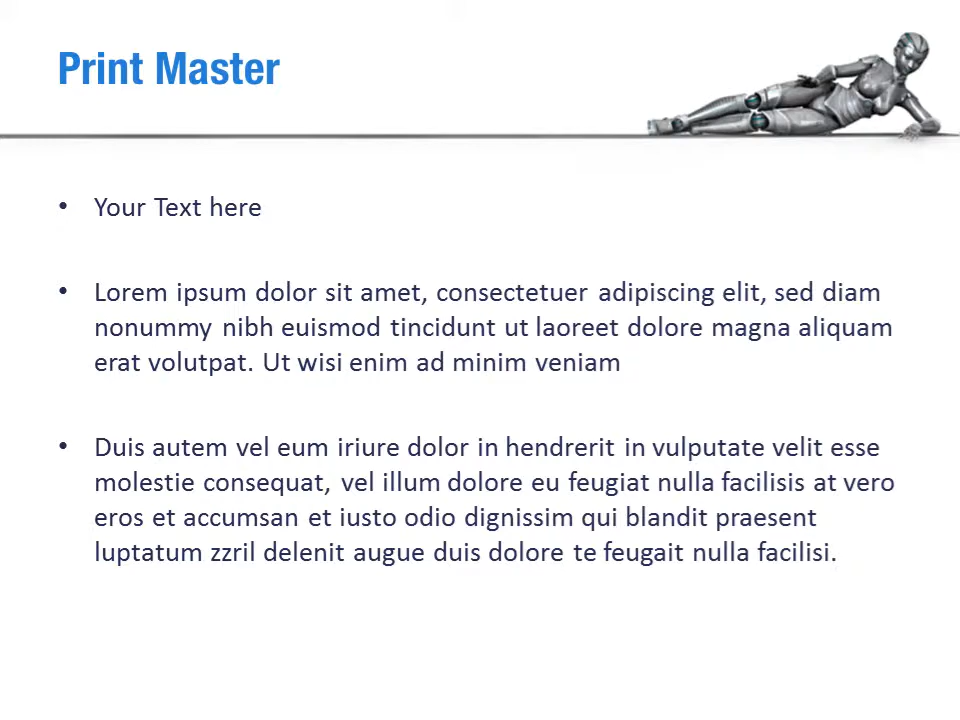 Print Master
• Your Text here
• Lorem ipsum dolor sit amet, consectetuer adipiscing elit, sed diam
nonummy nibh euismod tincidunt ut laoreet dolore magna aliquam
erat volutpat. Ut wisi enim ad minim veniam
• Duis autem vel eum iriure dolor in hendrerit in vulputate velit esse
molestie consequat, vel illum dolore eu feugiat nulla facilisis at vero
eros et accumsan et iusto odio dignissim qui blandit praesent
luptatum zzril delenit augue duis dolore te feugait nulla facilisi.